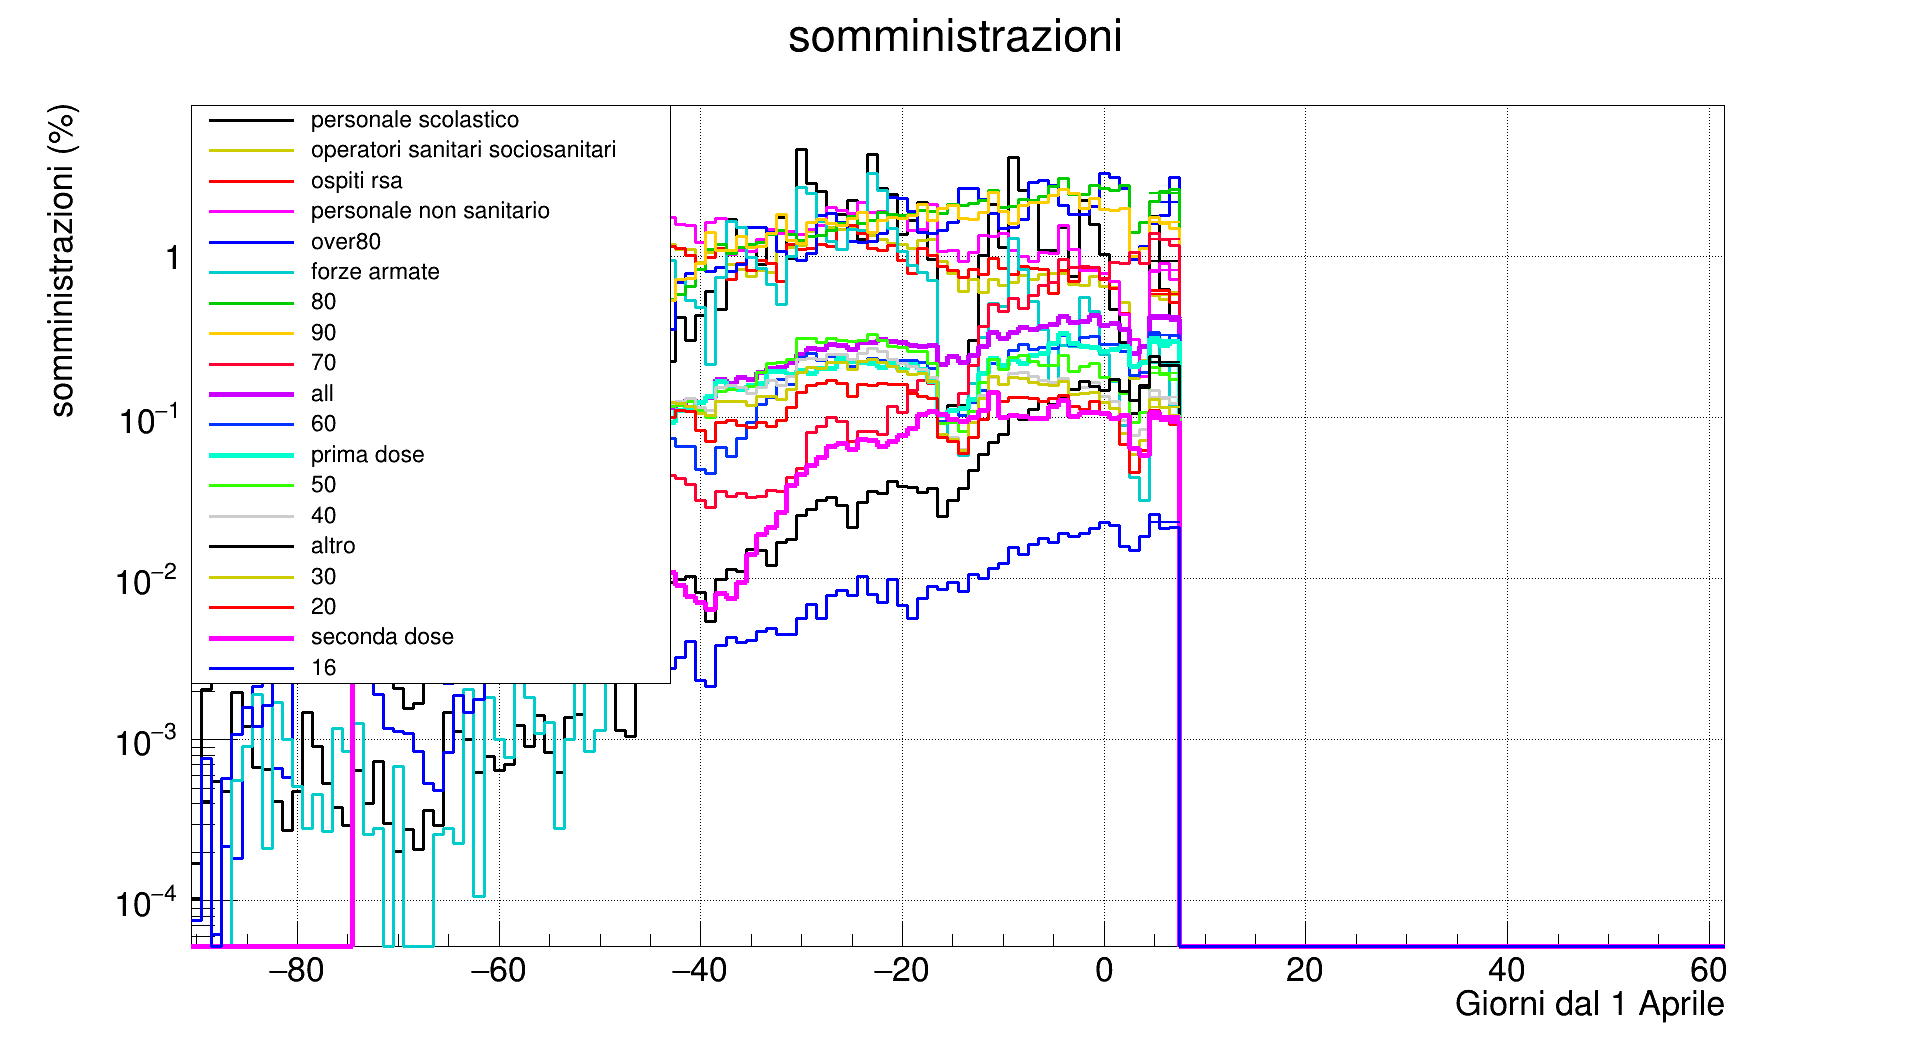 somministrazioni
somministrazioni (%)
personale scolastico
operatori sanitari sociosanitari
ospiti rsa
personale non sanitario
over80
forze armate
80
90
70
all
60
prima dose
50
40
altro
30
20
seconda dose
16
1
10⁻¹
10⁻²
10⁻³
10⁻⁴
−80 −60 −40 −20 0 20 40 60
Giorni dal 1 Aprile